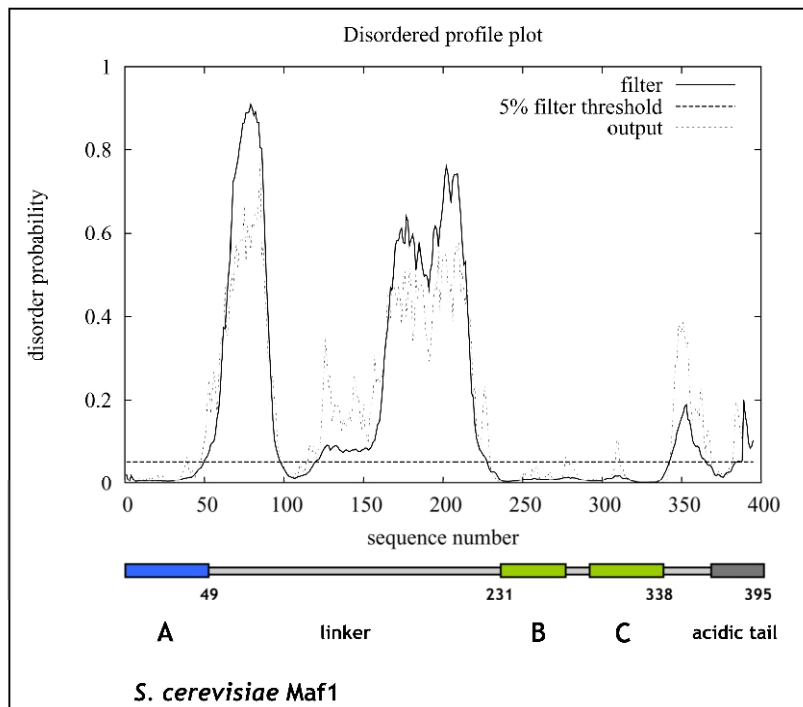 Disordered profile plot
filter
5% filter threshold
output
disorder probability
1
0.8
0.6
0.4
0.2
0
0 50 100 150 200 250 300 350 400
sequence number
49 231 338 395
A linker B C acidic tail
S. cerevisiae Maf1